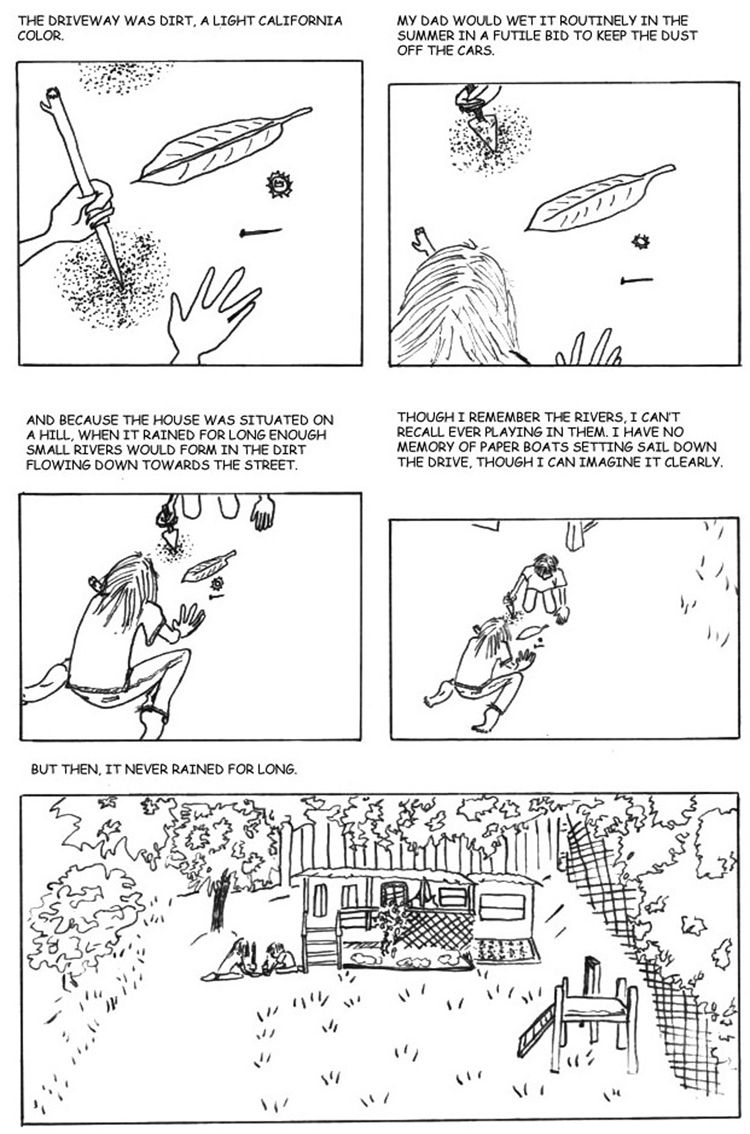 THE DRIVEWAY WAS DIRT, A LIGHT CALIFORNIA
COLOR.
MY DAD WOULD WET IT ROUTINELY IN THE
SUMMER IN A FUTILE BID TO KEEP THE DUST
OFF THE CARS.
AND BECAUSE THE HOUSE WAS SITUATED ON
A HILL, WHEN IT RAINED FOR LONG ENOUGH
SMALL RIVERS WOULD FORM IN THE DIRT
FLOWING DOWN TOWARDS THE STREET.
THOUGH I REMEMBER THE RIVERS, I CAN'T
RECALL EVER PLAYING IN THEM. I HAVE NO
MEMORY OF PAPER BOATS SETTING SAIL DOWN
THE DRIVE, THOUGH I CAN IMAGINE IT CLEARLY.
BUT THEN, IT NEVER RAINED FOR LONG.